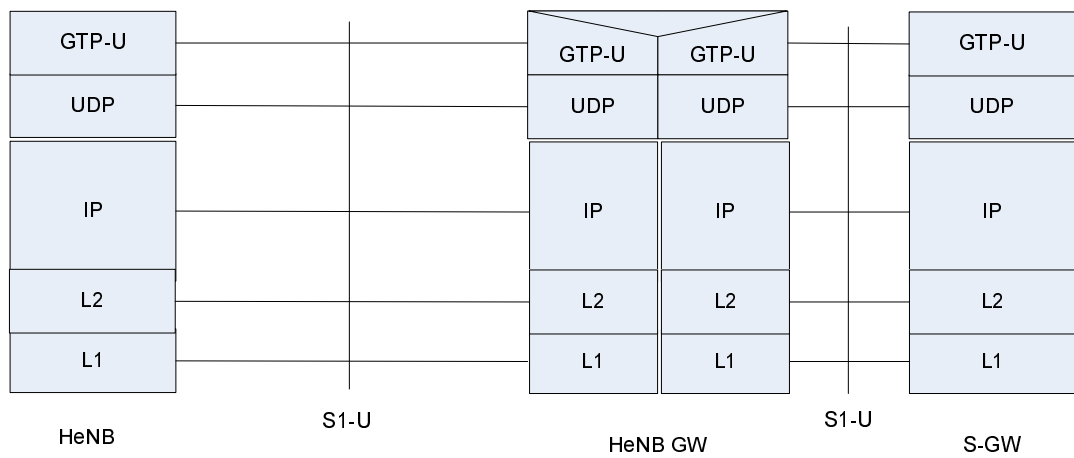 GTP-U
GTP-U
GTP-U
GTP-U
UDP
UDP
UDP
UDP
IP
IP
IP
IP
L2
L2
L2
L2
L1
L1
L1
L1
S1-U
S1-U
HeNB
HeNB GW
S-GW